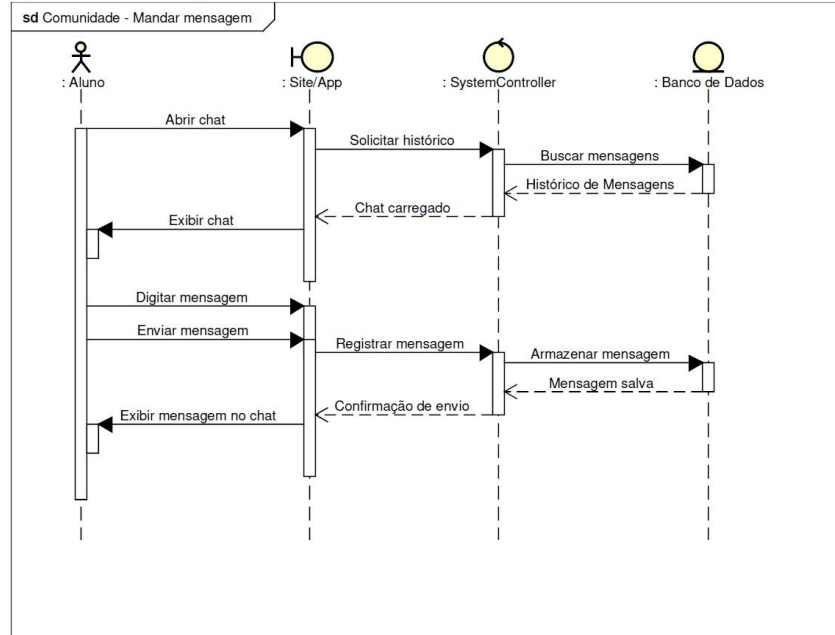 sd Comunidade - Mandar mensagem
: Aluno
: Site/App
: SystemController
: Banco de Dados
Abrir chat
Solicitar histórico
Buscar mensagens
Histórico de Mensagens
Chat carregado
Exibir chat
Digitar mensagem
Enviar mensagem
Registrar mensagem
Armazenar mensagem
Mensagem salva
Confirmação de envio
Exibir mensagem no chat